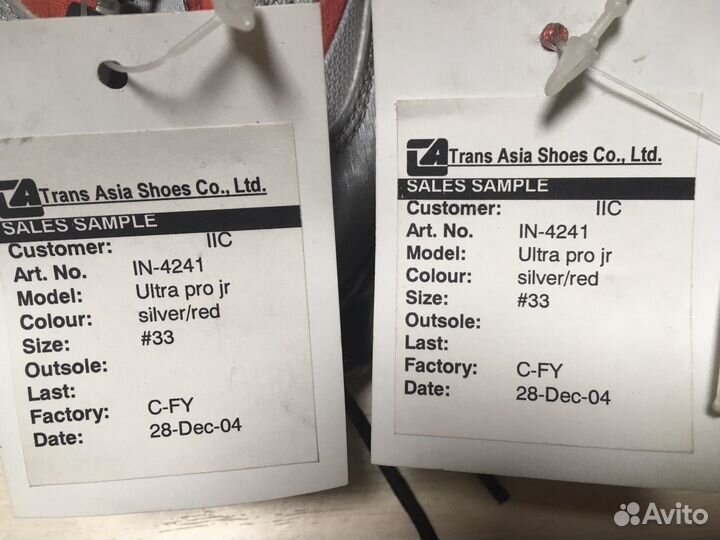 TA Trans Asia Shoes Co., Ltd.
SALES SAMPLE
Customer: IIC
Art. No. IN-4241
Model: Ultra pro jr
Colour: silver/red
Size: #33
Outsole:
Last:
Factory: C-FY
Date: 28-Dec-04
TA Trans Asia Shoes Co., Ltd.
SALES SAMPLE
Customer: IIC
Art. No. IN-4241
Model: Ultra pro jr
Colour: silver/red
Size: #33
Outsole:
Last:
Factory: C-FY
Date: 28-Dec-04
Avito